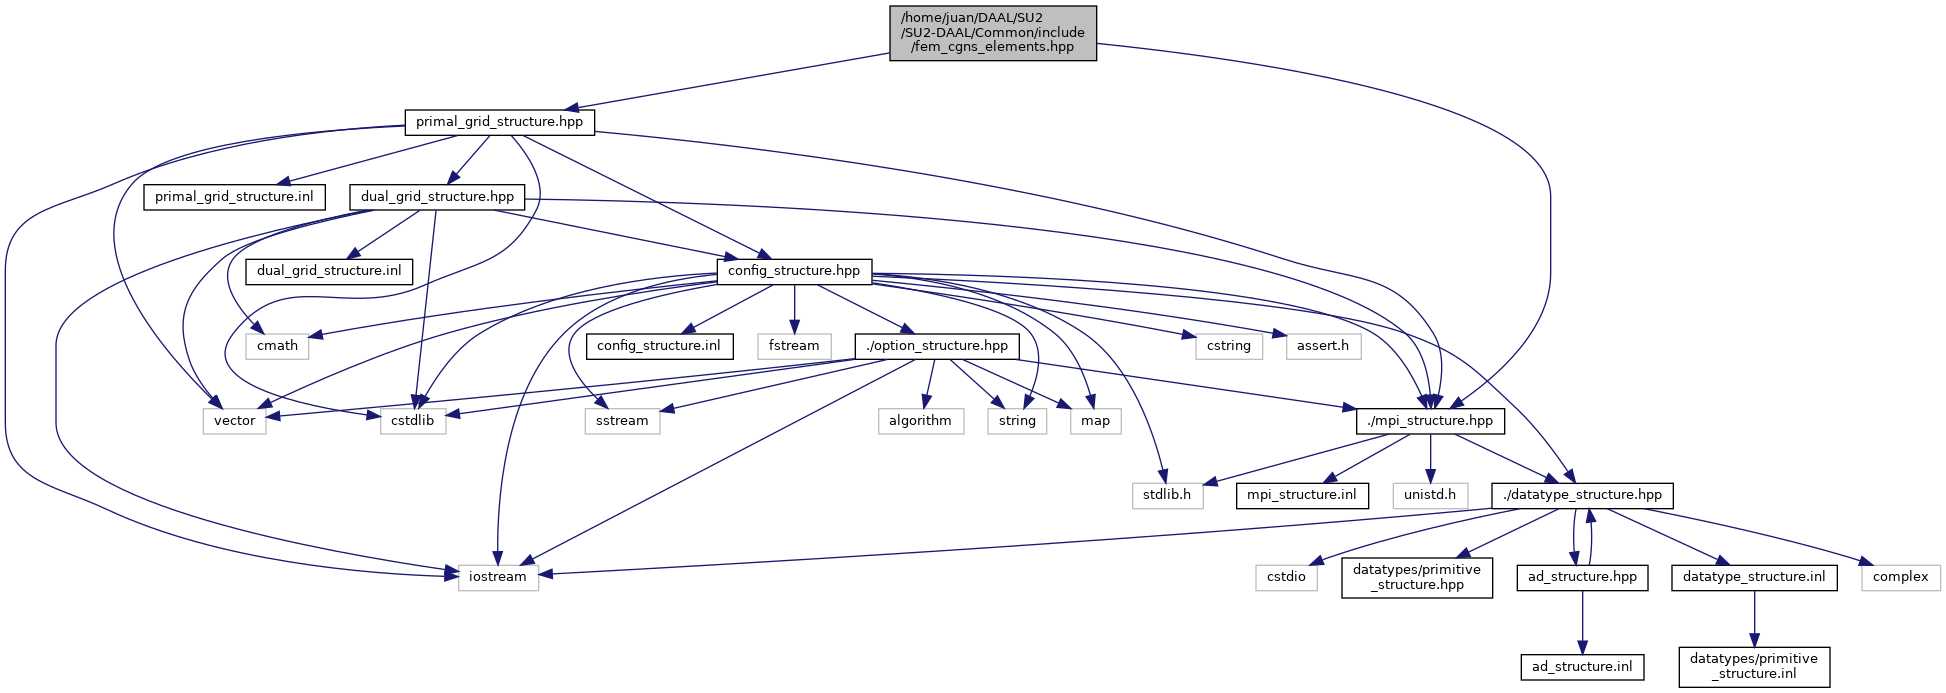 /home/juan/DAAL/SU2
/SU2-DAAL/Common/include
/fem_cgns_elements.hpp
primal_grid_structure.hpp
primal_grid_structure.inl
dual_grid_structure.hpp
dual_grid_structure.inl
config_structure.hpp
cmath
config_structure.inl
fstream
./option_structure.hpp
cstring
assert.h
vector
cstdlib
sstream
algorithm
string
map
./mpi_structure.hpp
stdlib.h
mpi_structure.inl
unistd.h
./datatype_structure.hpp
iostream
cstdio
datatypes/primitive
_structure.hpp
ad_structure.hpp
datatype_structure.inl
complex
ad_structure.inl
datatypes/primitive
_structure.inl